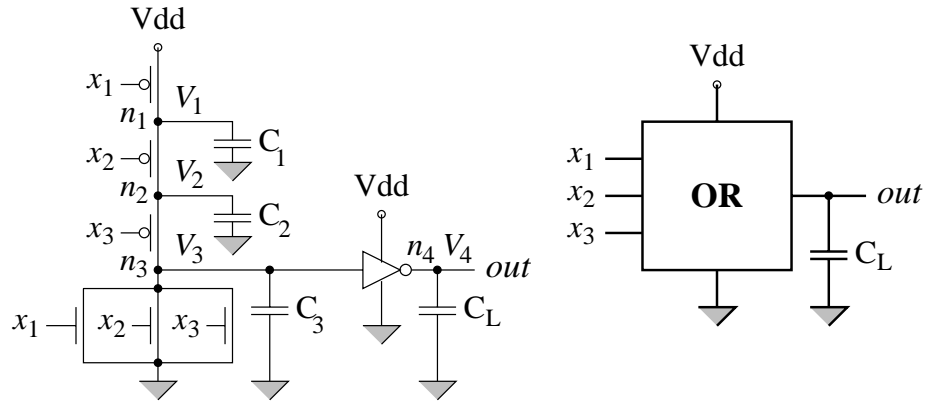 Vdd
x1
n1
V1
C1
x2
n2
V2
C2
x3
n3
V3
C3
x1
x2
x3
Vdd
n4 V4
out
CL
Vdd
x1
x2
x3
OR
out
CL